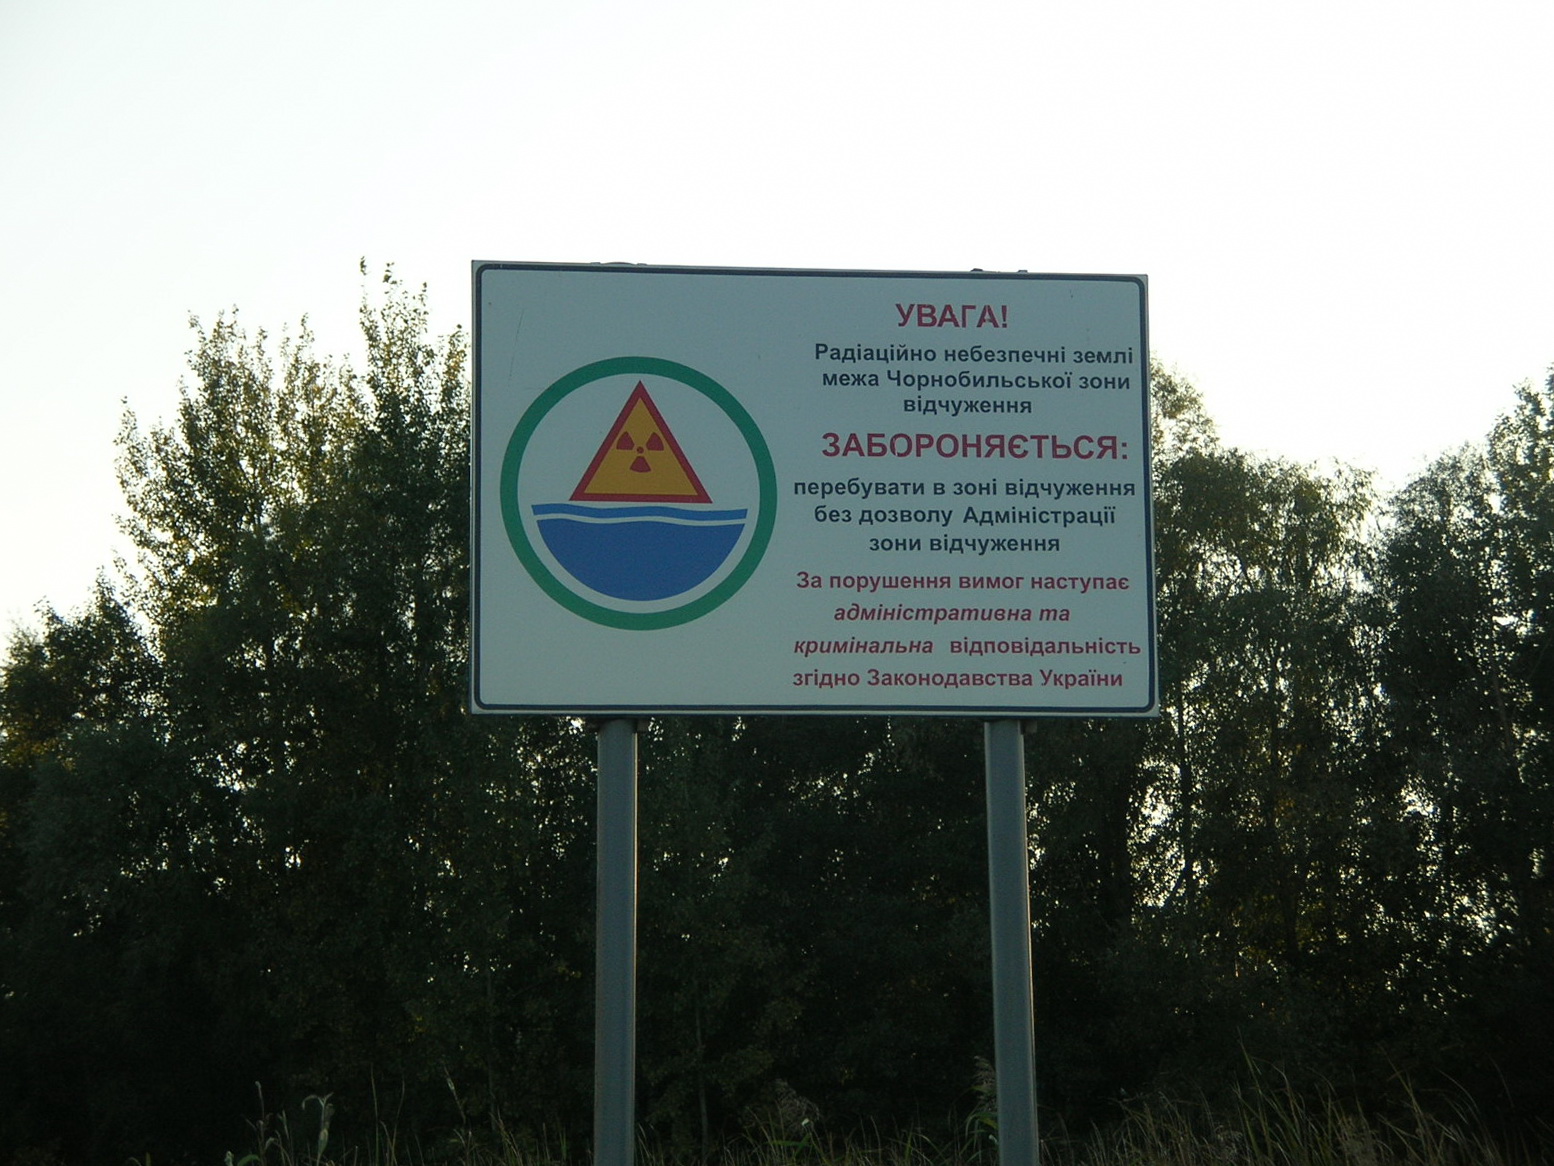 УВАГА!
Радіаційно небезпечні землі
межа Чорнобильської зони
відчуження
ЗАБОРОНЯЄТЬСЯ:
перебувати в зоні відчуження
без дозволу Адміністрації
зони відчуження
За порушення вимог наступає
адміністративна та
кримінальна відповідальність
згідно Законодавства України